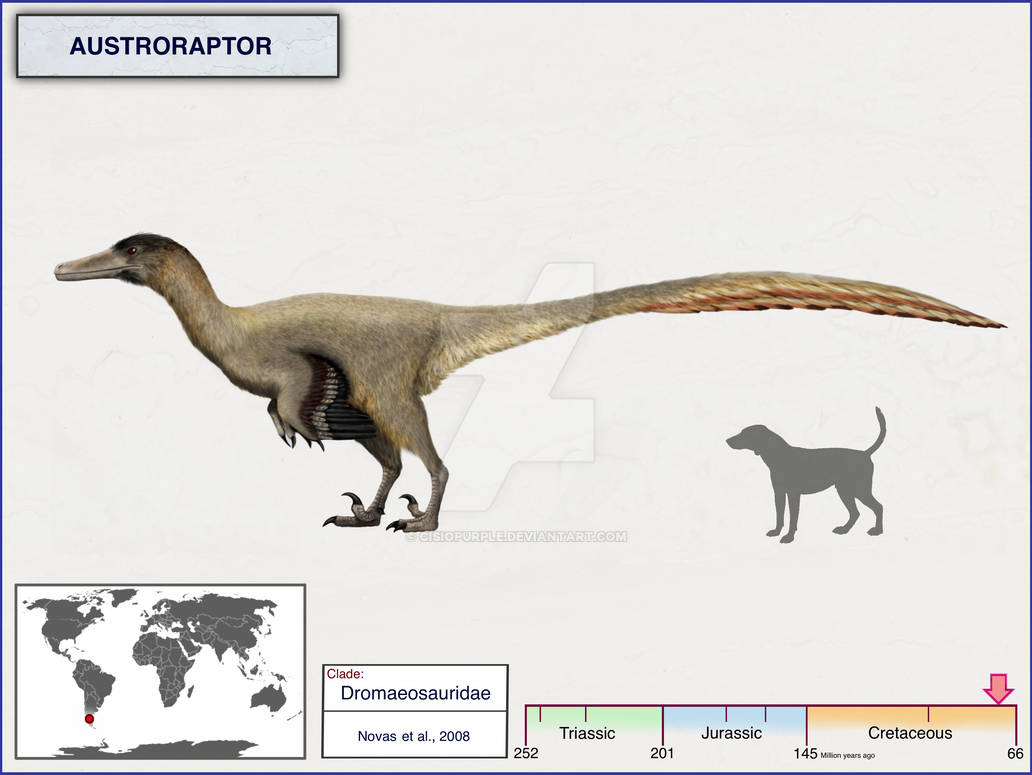 AUSTRORAPTOR
© CISIOPURPLE.DEVIANTART.COM
Clade:
Dromaeosauridae
Novas et al., 2008
Triassic
Jurassic
Cretaceous
252
201
145
Million years ago
66